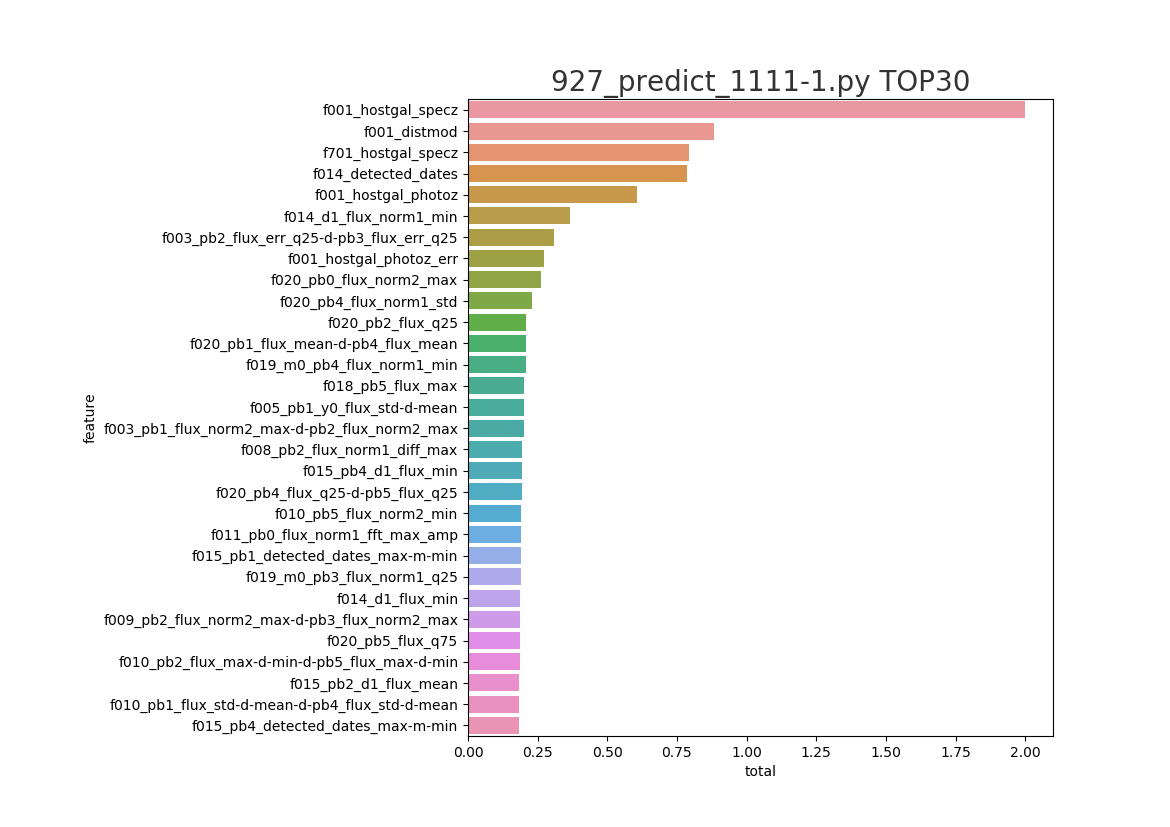 927_predict_1111-1.py TOP30
f001_hostgal_specz
f001_distmod
f701_hostgal_specz
f014_detected_dates
f001_hostgal_photoz
f014_d1_flux_norm1_min
f003_pb2_flux_err_q25-d-pb3_flux_err_q25
f001_hostgal_photoz_err
f020_pb0_flux_norm2_max
f020_pb4_flux_norm1_std
f020_pb2_flux_q25
f020_pb1_flux_mean-d-pb4_flux_mean
f019_m0_pb4_flux_norm1_min
f018_pb5_flux_max
f005_pb1_y0_flux_std-d-mean
f003_pb1_flux_norm2_max-d-pb2_flux_norm2_max
f008_pb2_flux_norm1_diff_max
f015_pb4_d1_flux_min
f020_pb4_flux_q25-d-pb5_flux_q25
f010_pb5_flux_norm2_min
f011_pb0_flux_norm1_fft_max_amp
f015_pb1_detected_dates_max-m-min
f019_m0_pb3_flux_norm1_q25
f014_d1_flux_min
f009_pb2_flux_norm2_max-d-pb3_flux_norm2_max
f020_pb5_flux_q75
f010_pb2_flux_max-d-min-d-pb5_flux_max-d-min
f015_pb2_d1_flux_mean
f010_pb1_flux_std-d-mean-d-pb4_flux_std-d-mean
f015_pb4_detected_dates_max-m-min
feature
0.00 0.25 0.50 0.75 1.00 1.25 1.50 1.75 2.00
total